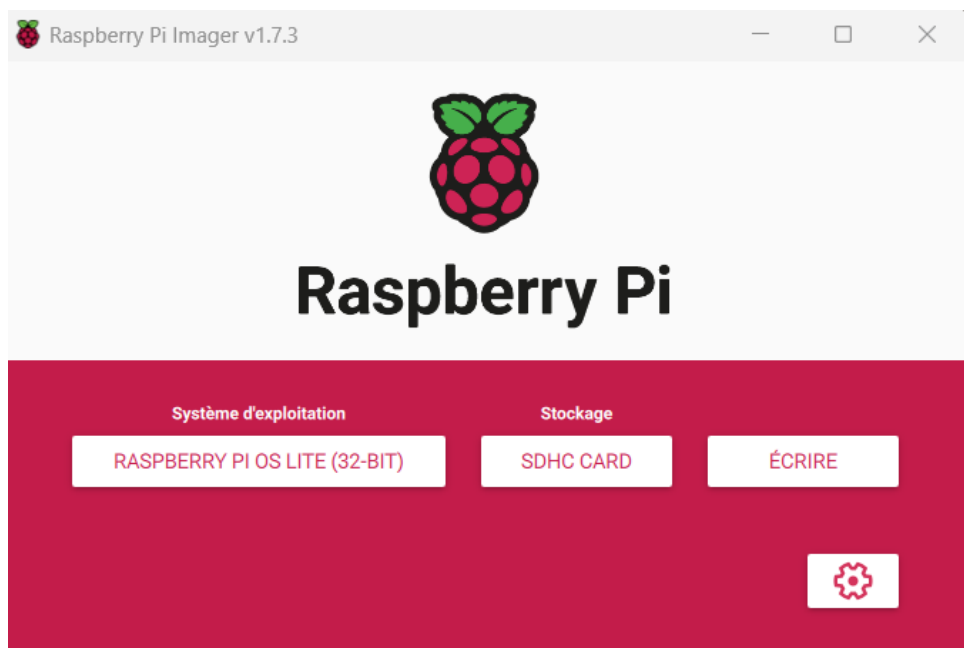 Raspberry Pi Imager v1.7.3
Raspberry Pi
Système d'exploitation
Stockage
RASPBERRY PI OS LITE (32-BIT)
SDHC CARD
ÉCRIRE